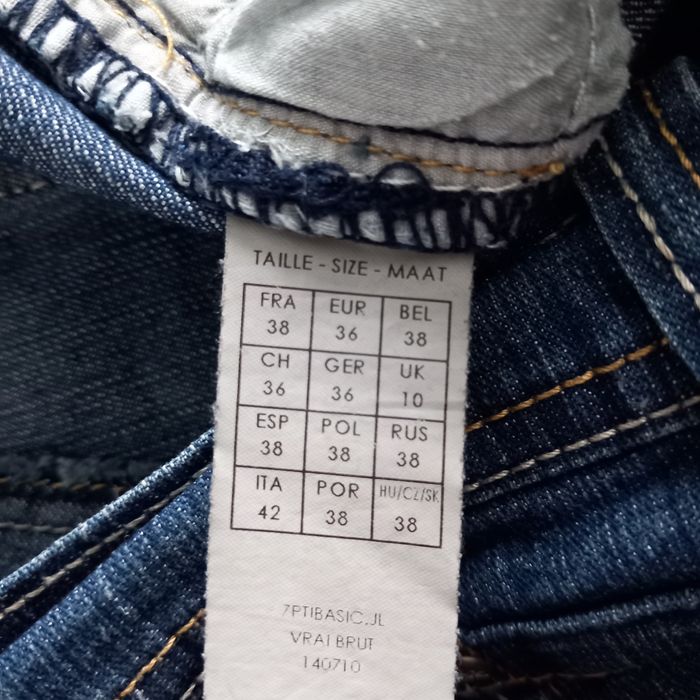 TAILLE - SIZE - MAAT
FRA EUR BEL
38 36 38
CH GER UK
36 36 10
ESP POL RUS
38 38 38
ITA POR HU/CZ/SK
42 38 38
7PTIBASIC.JL
VRAI BRUT
140710